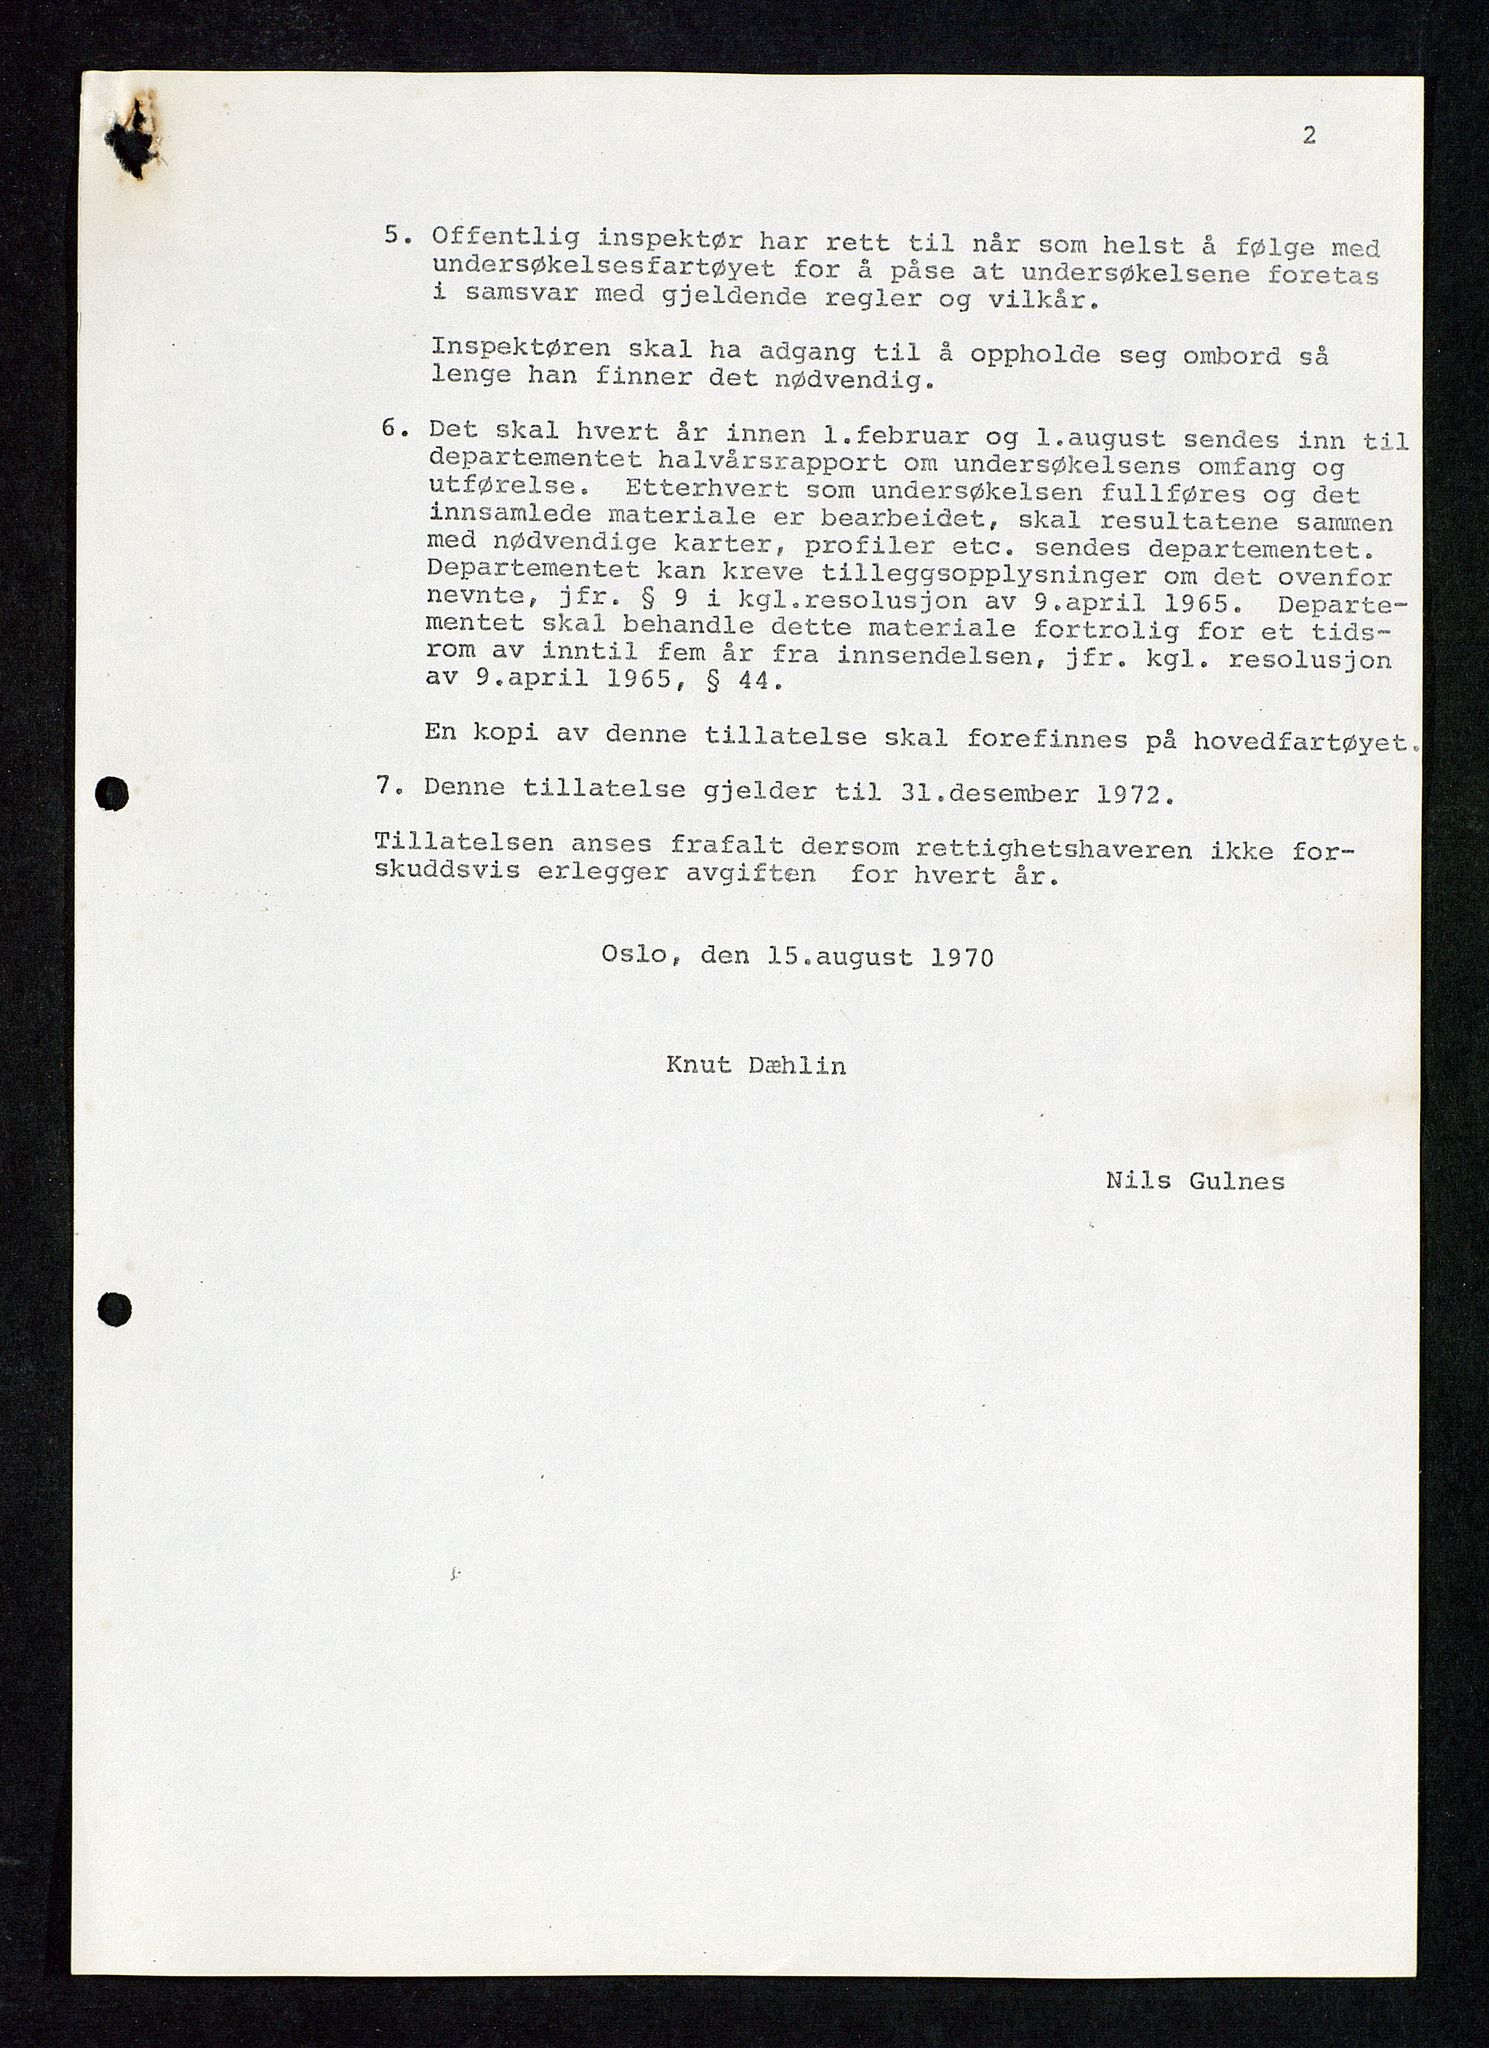 2
5. Offentlig inspektør har rett til når som helst å følge med
undersøkelsesfartøyet for å påse at undersøkelsene foretas
i samsvar med gjeldende regler og vilkår.
Inspektøren skal ha adgang til å oppholde seg ombord så
lenge han finner det nødvendig.
6. Det skal hvert år innen 1.februar og 1.august sendes inn til
departementet halvårsrapport om undersøkelsens omfang og
utførelse. Etterhvert som undersøkelsen fullføres og det
innsamlede materiale er bearbeidet, skal resultatene sammen
med nødvendige karter, profiler etc. sendes departementet.
Departementet kan kreve tilleggsopplysninger om det ovenfor
nevnte, jfr. § 9 i kgl.resolusjon av 9.april 1965. Departe-
mentet skal behandle dette materiale fortrolig for et tids-
rom av inntil fem år fra innsendelsen, jfr. kgl. resolusjon
av 9.april 1965, § 44.
En kopi av denne tillatelse skal forefinnes på hovedfartøyet.
7. Denne tillatelse gjelder til 31.desember 1972.
Tillatelsen anses frafalt dersom rettighetshaveren ikke for-
skuddsvis erlegger avgiften for hvert år.
Oslo, den 15.august 1970
Knut Dæhlin
Nils Gulnes